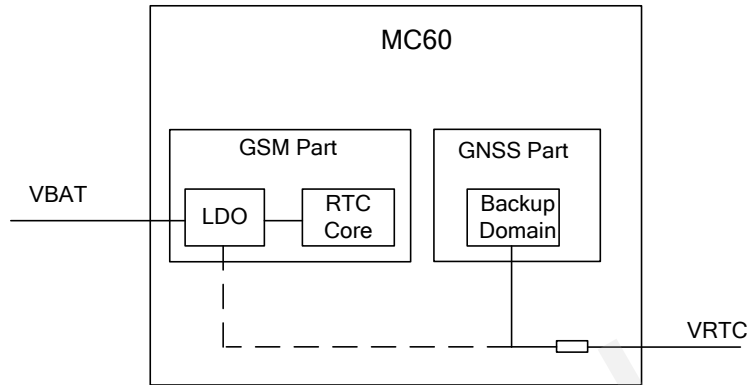 MC60
GSM Part
GNSS Part
VBAT
LDO
RTC
Core
Backup
Domain
VRTC